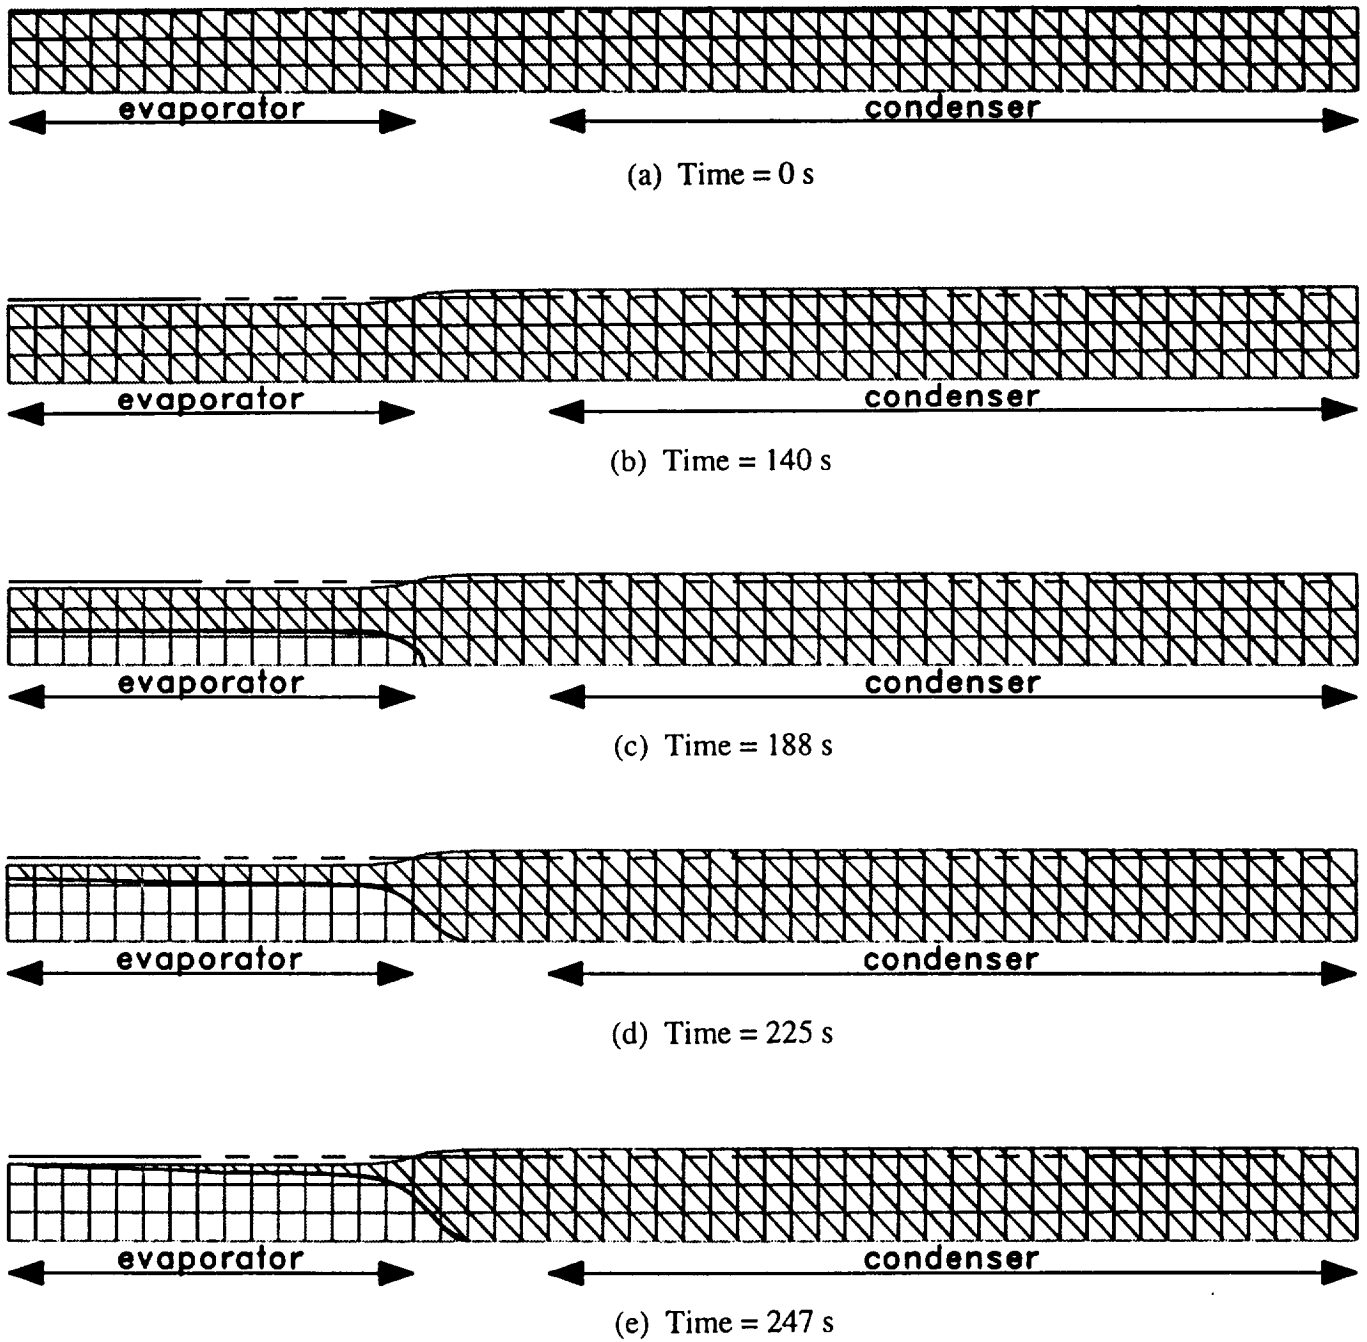 evaporator condenser
(a) Time = 0 s
evaporator condenser
(b) Time = 140 s
evaporator condenser
(c) Time = 188 s
evaporator condenser
(d) Time = 225 s
evaporator condenser
(e) Time = 247 s